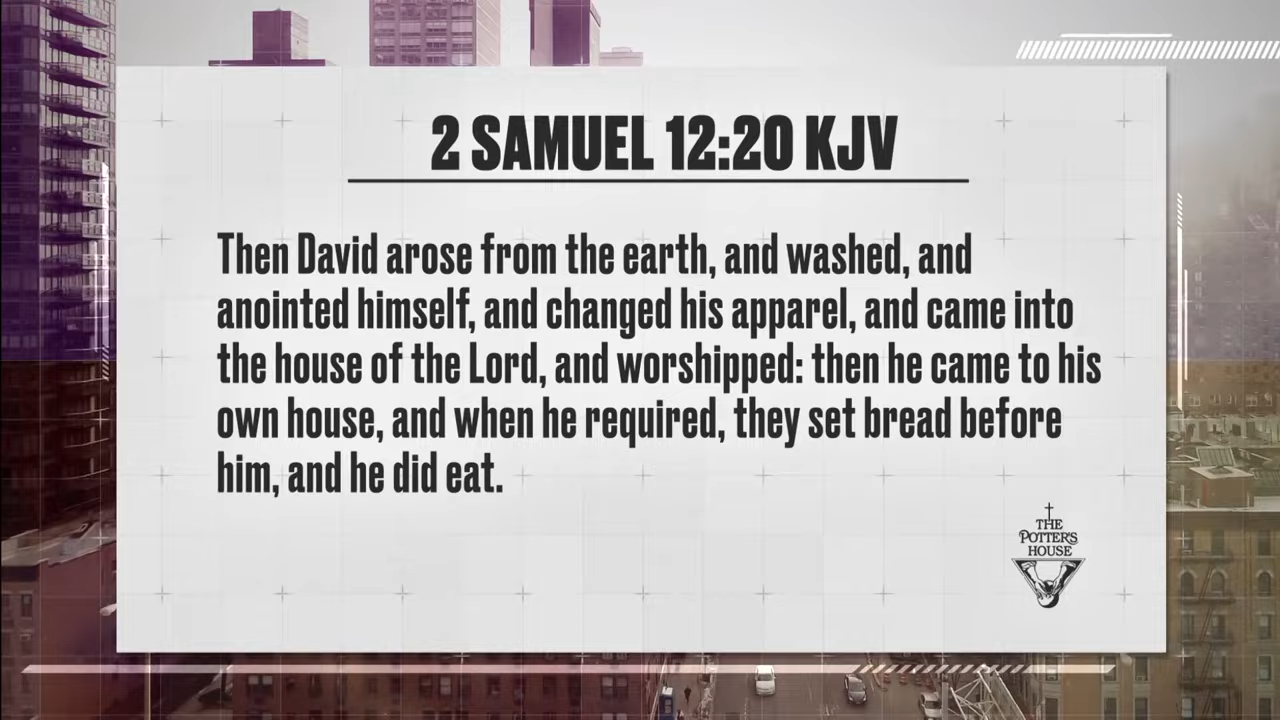 2 SAMUEL 12:20 KJV
Then David arose from the earth, and washed, and
anointed himself, and changed his apparel, and came into
the house of the Lord, and worshipped: then he came to his
own house, and when he required, they set bread before
him, and he did eat.
THE
POTTER'S
HOUSE